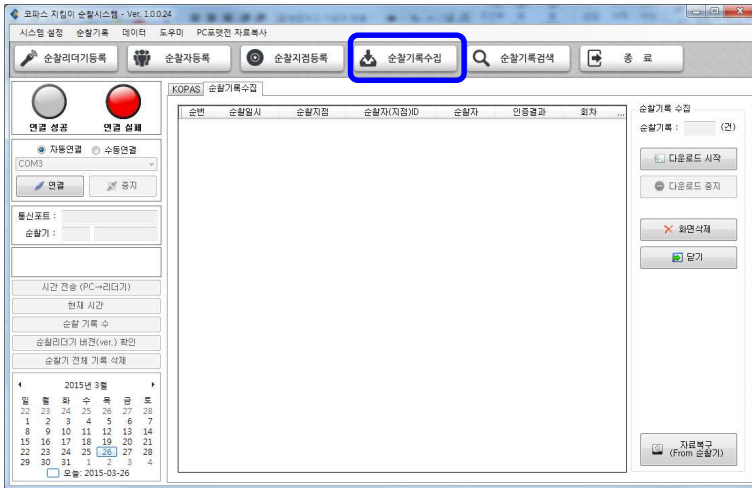 코파스 지킴이 순찰시스템 - Ver. 1.0.0.24
시스템 설정 순찰기록 데이터 도우미 PC포맷전 자료복사
순찰리더기등록 순찰자등록 순찰지점등록 순찰기록수집 순찰기록검색 종 료
KOPAS 순찰기록수집
연결 성공 연결 실패
자동연결 수동연결
COM3
연결 중지
통신포트 :
순찰기 :
시간 전송 (PC→리더기)
현재 시간
순찰 기록 수
순찰리더기 버전(ver.) 확인
순찰기 전체 기록 삭제
2015년 3월
일 월 화 수 목 금 토
22 23 24 25 26 27 28
1 2 3 4 5 6 7
8 9 10 11 12 13 14
15 16 17 18 19 20 21
22 23 24 25 26 27 28
29 30 31 1 2 3 4
오늘: 2015-03-26
순번 순찰일시 순찰지점 순찰자(지점)ID 순찰자 인증결과 회차 ...
순찰기록 수집
순찰기록 : (건)
다운로드 시작
다운로드 중지
화면삭제
닫기
자료복구
(From 순찰기)